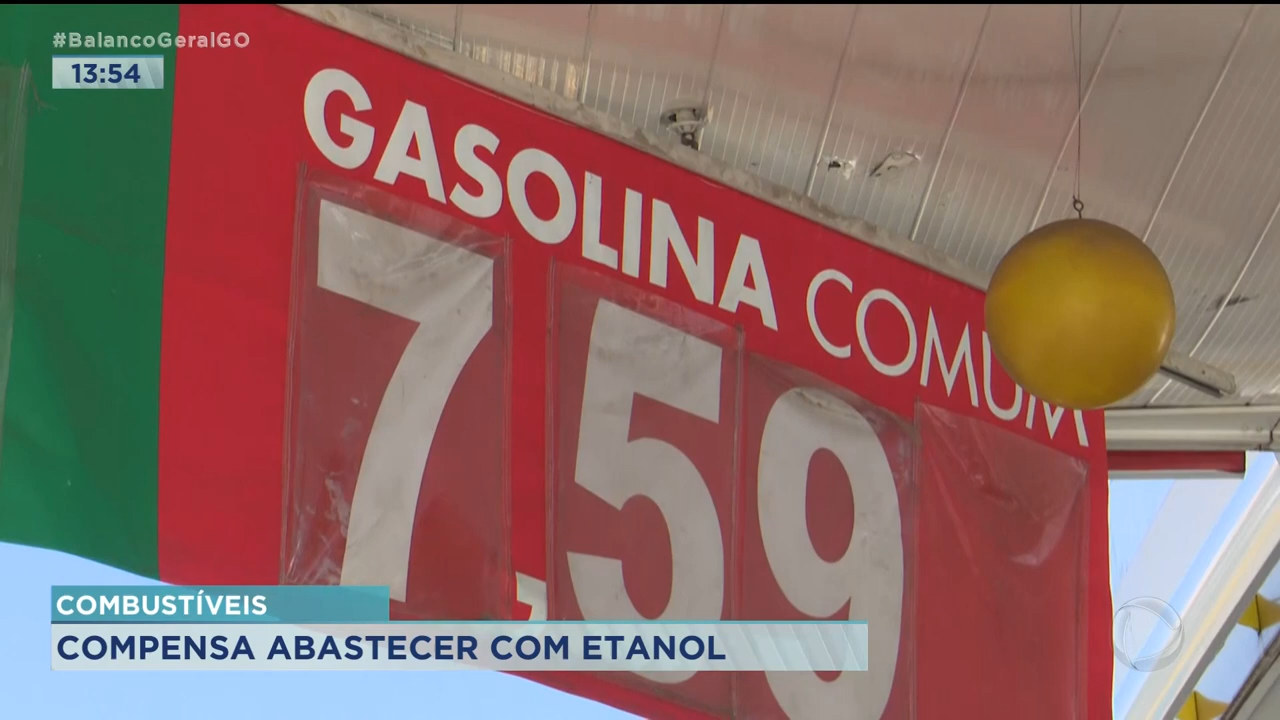 #BalancoGeralGO
13:54
GASOLINA COMUM
7,59
COMBUSTÍVEIS
COMPENSA ABASTECER COM ETANOL